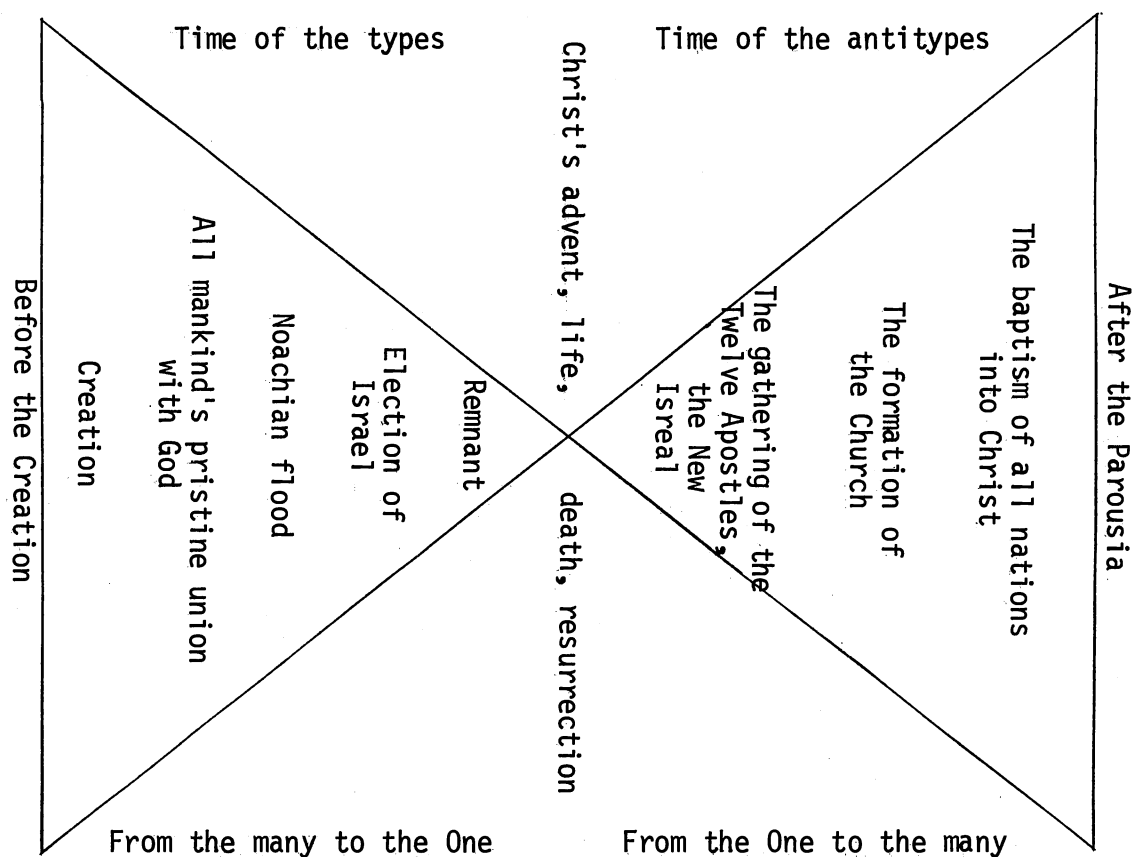 Time of the types
Time of the antitypes
Before the Creation
Creation
All mankind's pristine union
with God
Noachian flood
Election of
Israel
Remnant
Christ's advent, life, death, resurrection
The gathering of the
Twelve Apostles,
the New
Isreal
The formation of
the Church
The baptism of all nations
into Christ
After the Parousia
From the many to the One
From the One to the many